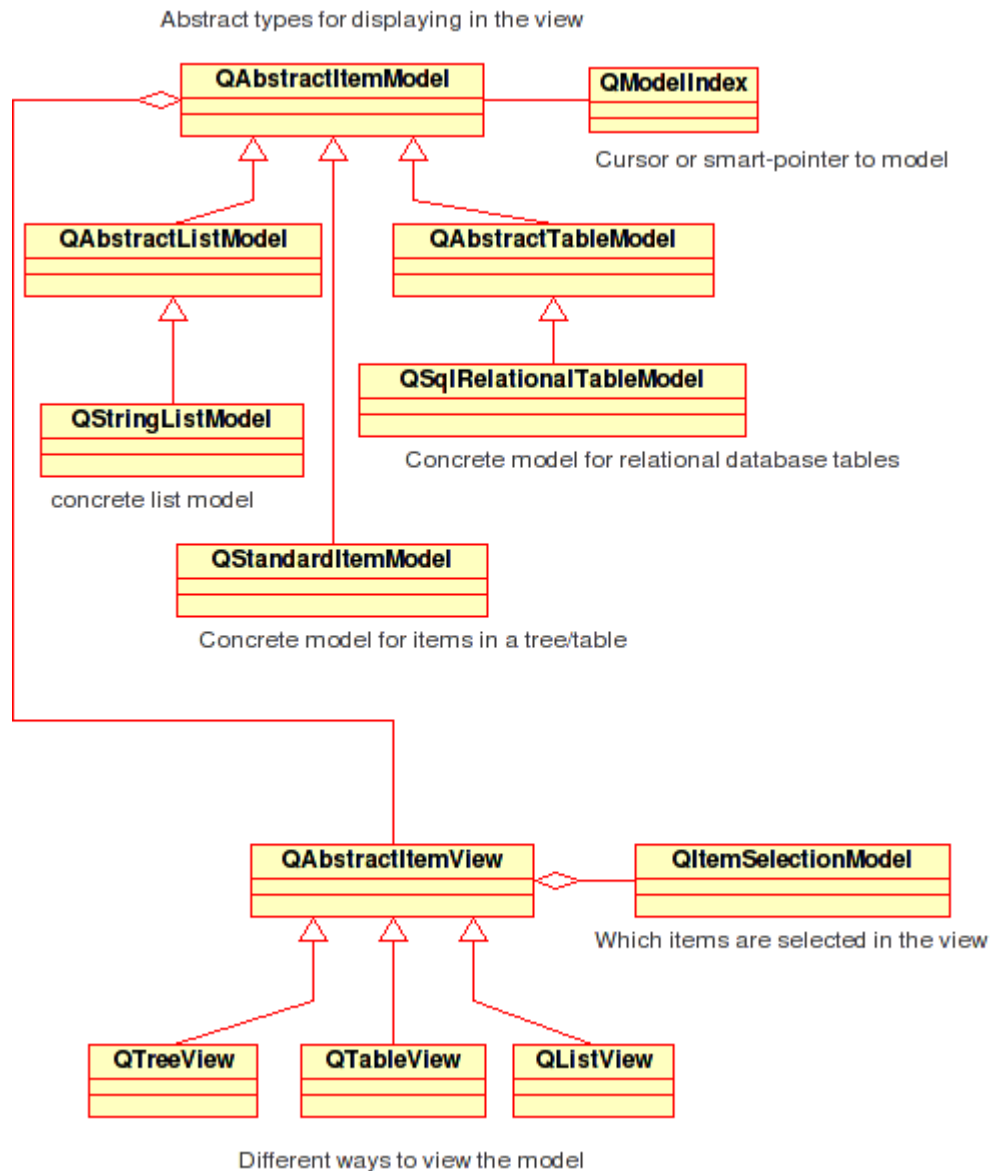 Abstract types for displaying in the view
QAbstractItemModel
QModelIndex
Cursor or smart-pointer to model
QAbstractListModel
QAbstractTableModel
QSqlRelationalTableModel
QStringListModel
Concrete model for relational database tables
concrete list model
QStandardItemModel
Concrete model for items in a tree/table
QAbstractItemView
QItemSelectionModel
Which items are selected in the view
QTreeView
QTableView
QListView
Different ways to view the model